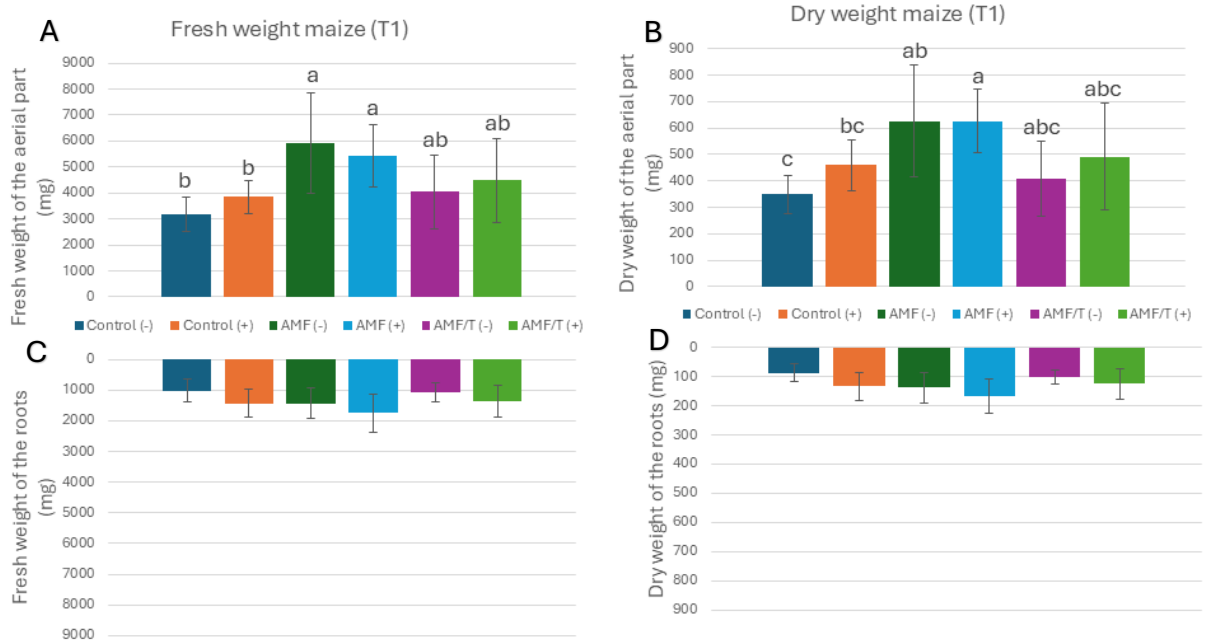 A
Fresh weight maize (T1)
Fresh weight of the aerial part
(mg)
9000
8000
7000
6000
5000
4000
3000
2000
1000
0
b
b
a
a
ab
ab
Control (-)
Control (+)
AMF (-)
AMF (+)
AMF/T (-)
AMF/T (+)
B
Dry weight maize (T1)
Dry weight of the aerial part
(mg)
900
800
700
600
500
400
300
200
100
0
c
bc
ab
a
abc
abc
Control (-)
Control (+)
AMF (-)
AMF (+)
AMF/T (-)
AMF/T (+)
C
Fresh weight of the roots
(mg)
0
1000
2000
3000
4000
5000
6000
7000
8000
9000
D
Dry weight of the roots (mg)
0
100
200
300
400
500
600
700
800
900